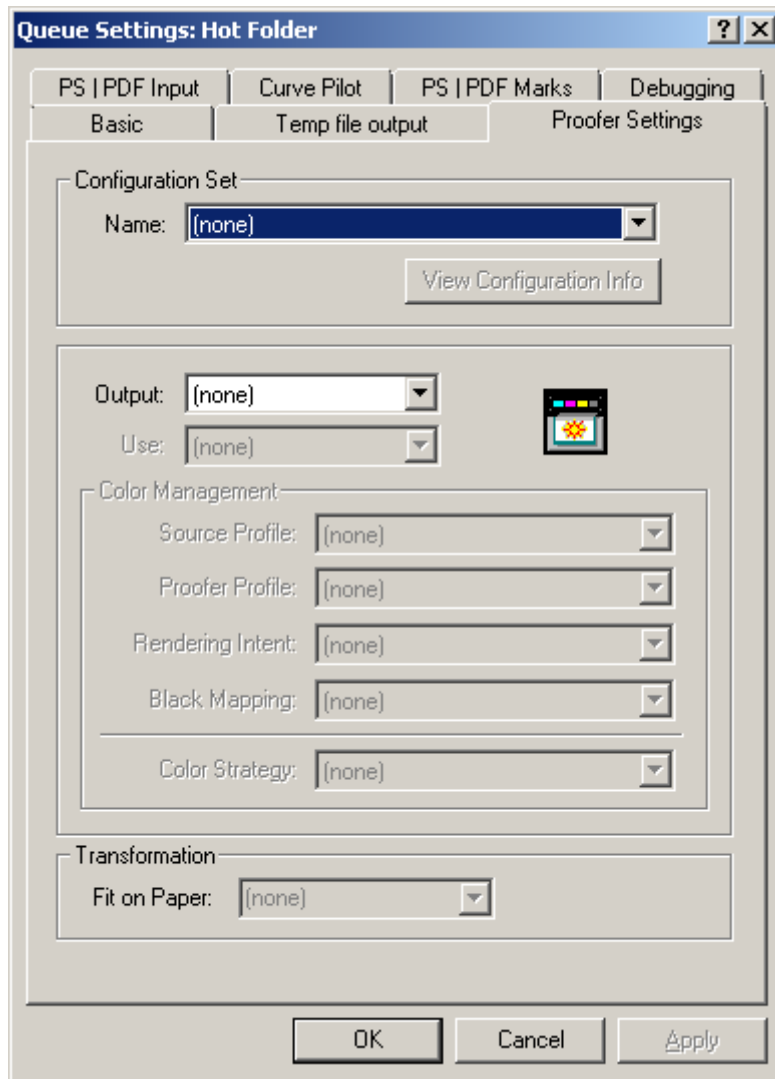 Queue Settings: Hot Folder
PS | PDF Input Curve Pilot PS | PDF Marks Debugging
Basic Temp file output Proofer Settings
Configuration Set
Name: (none)
View Configuration Info
Output: (none)
Use: (none)
Color Management
Source Profile: (none)
Proofer Profile: (none)
Rendering Intent: (none)
Black Mapping: (none)
Color Strategy: (none)
Transformation
Fit on Paper: (none)
OK Cancel Apply